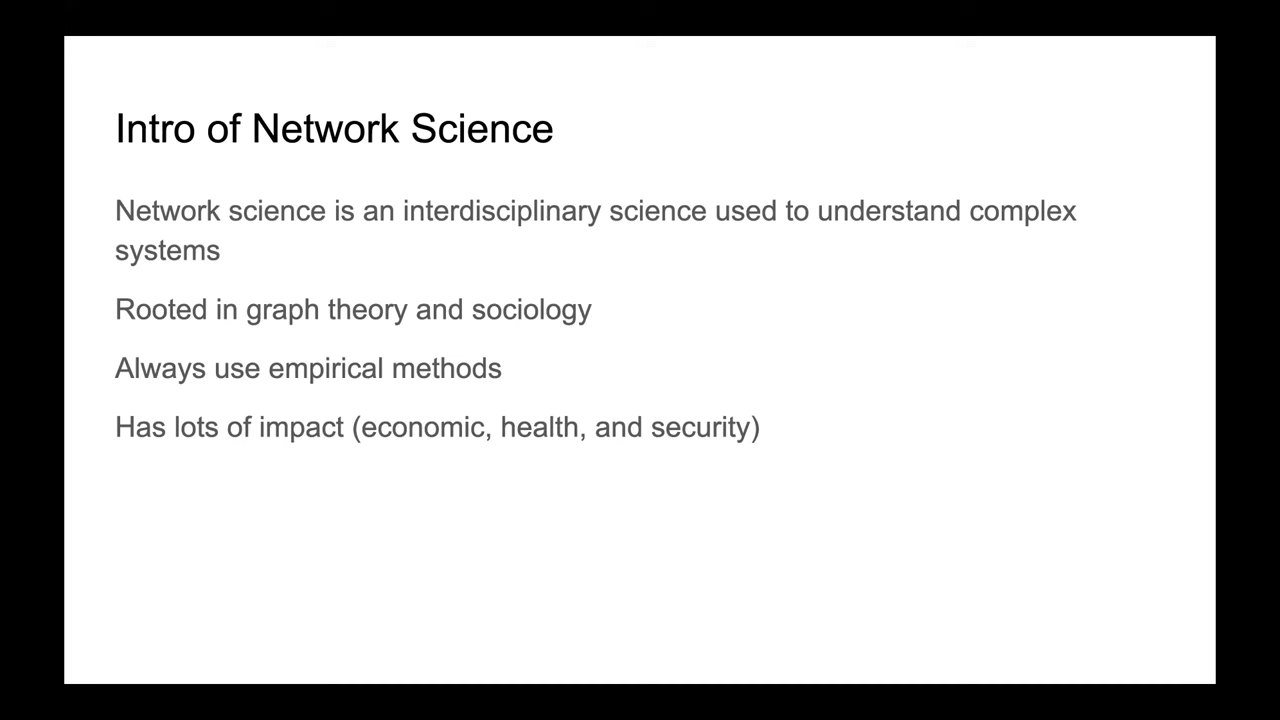 Intro of Network Science
Network science is an interdisciplinary science used to understand complex
systems
Rooted in graph theory and sociology
Always use empirical methods
Has lots of impact (economic, health, and security)